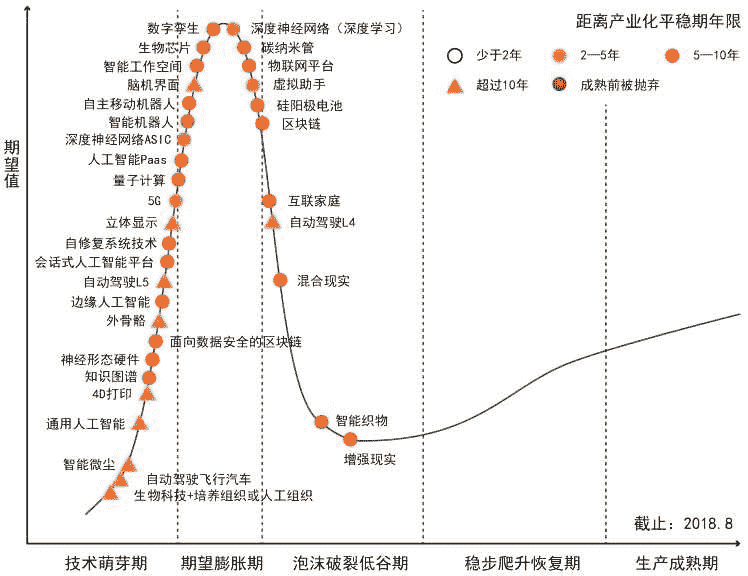 距离产业化平稳期年限
少于2年
2—5年
5—10年
超过10年
成熟前被抛弃
期望值
数字孪生
深度神经网络（深度学习）
生物芯片
碳纳米管
智能工作空间
物联网平台
脑机界面
虚拟助手
自主移动机器人
硅阳极电池
智能机器人
区块链
深度神经网络ASIC
人工智能Paas
量子计算
5G
互联家庭
立体显示
自动驾驶L4
自修复系统技术
会话式人工智能平台
自动驾驶L5
混合现实
边缘人工智能
外骨骼
面向数据安全的区块链
神经形态硬件
知识图谱
4D打印
通用人工智能
智能织物
智能微尘
增强现实
自动驾驶飞行汽车
生物科技+培养组织或人工组织
截止：2018.8
技术萌芽期
期望膨胀期
泡沫破裂低谷期
稳步爬升恢复期
生产成熟期